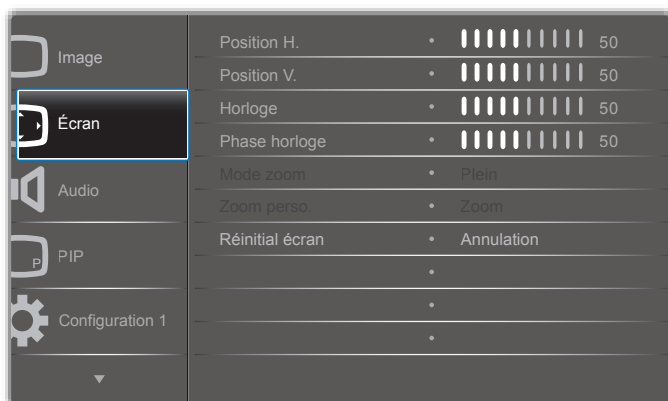 Image
Écran
Audio
P
PIP
Configuration 1
Position H. • 50
Position V. • 50
Horloge • 50
Phase horloge • 50
Mode zoom • Plein
Zoom perso. • Zoom
Réinitial écran • Annulation
•
•
•